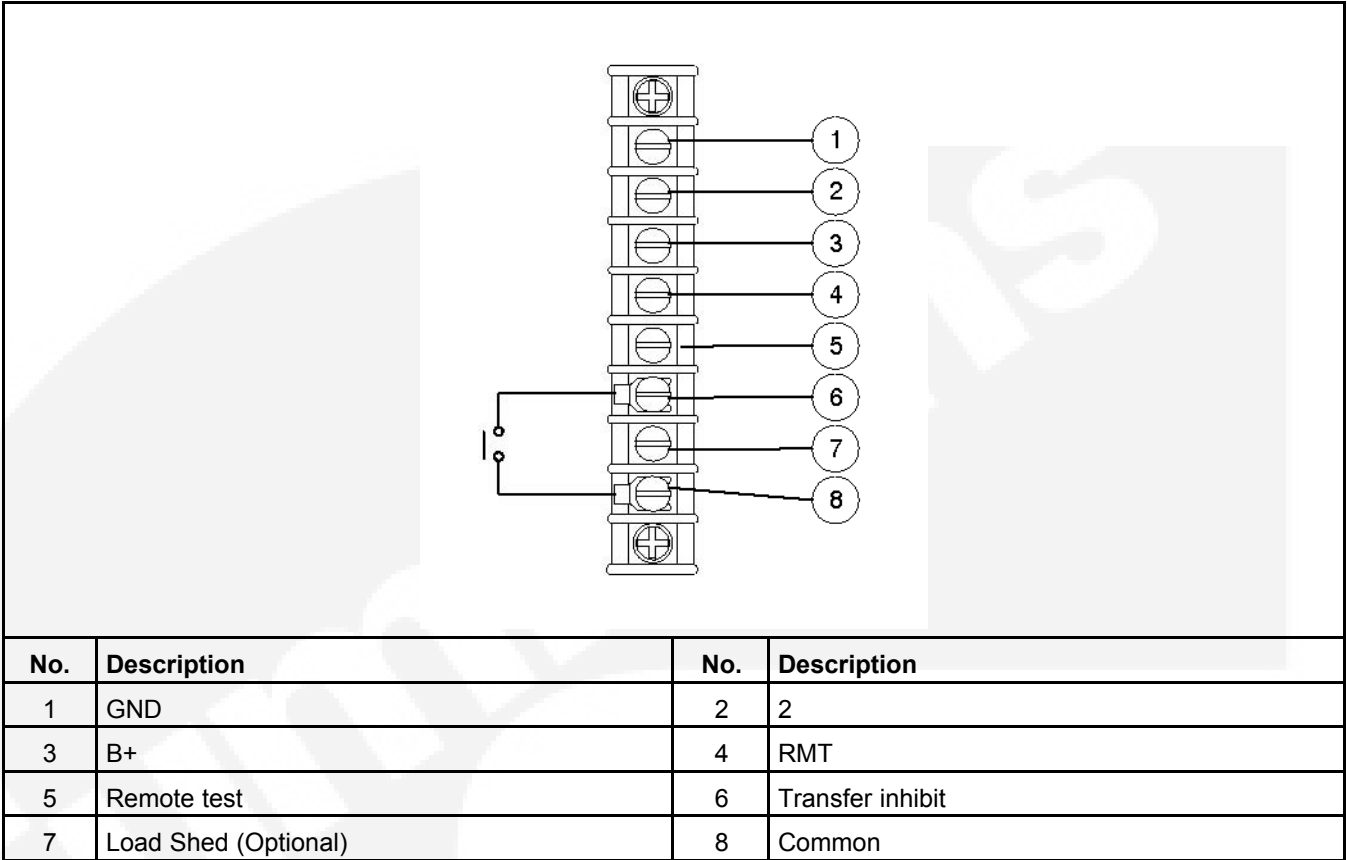 1
2
3
4
5
6
7
8
No. Description No. Description
1 GND 2 2
3 B+ 4 RMT
5 Remote test 6 Transfer inhibit
7 Load Shed (Optional) 8 Common